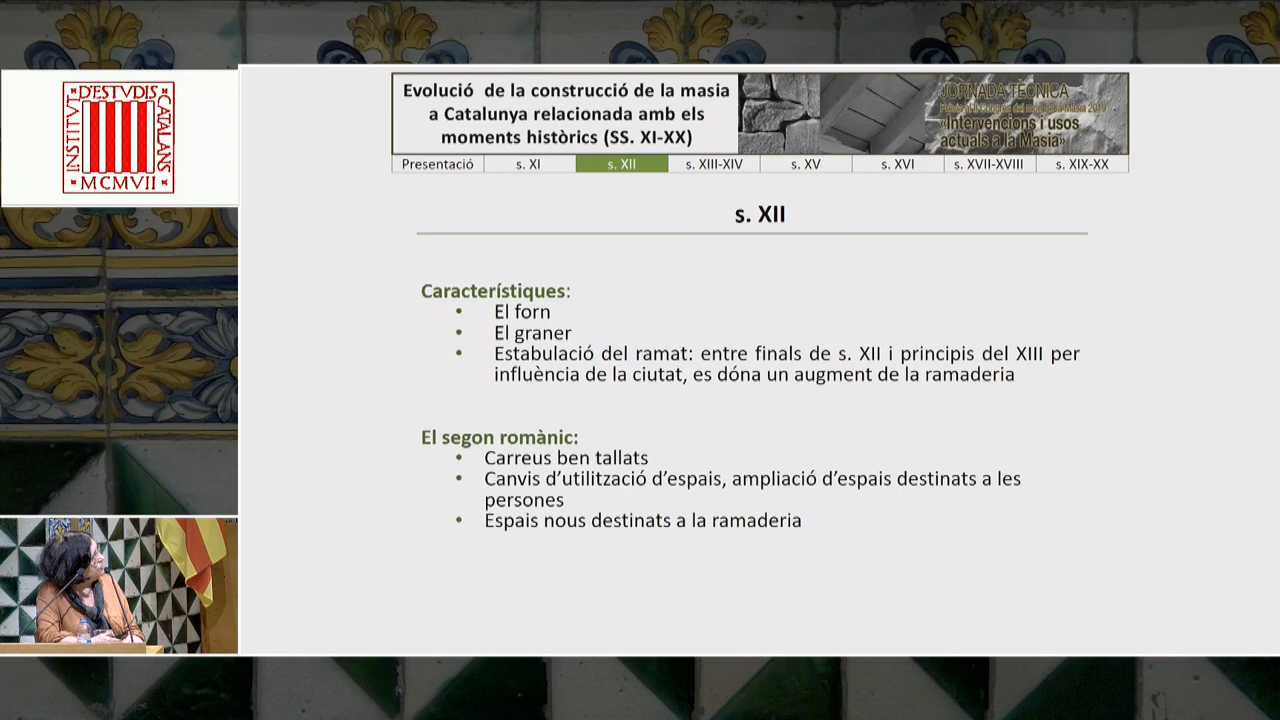 INSTITVT
D'ESTVDIS
CATALANS
MCMVII
Evolució de la construcció de la masia
a Catalunya relacionada amb els
moments històrics (SS. XI-XX)
JORNADA TÈCNICA
«Intervencions i usos
actuals a la Masia»
Presentació s. XI s. XII s. XIII-XIV s. XV s. XVI s. XVII-XVIII s. XIX-XX
s. XII
Característiques:
• El forn
• El graner
• Estabulació del ramat: entre finals de s. XII i principis del XIII per
influència de la ciutat, es dóna un augment de la ramaderia
El segon romànic:
• Carreus ben tallats
• Canvis d’utilització d’espais, ampliació d’espais destinats a les
persones
• Espais nous destinats a la ramaderia